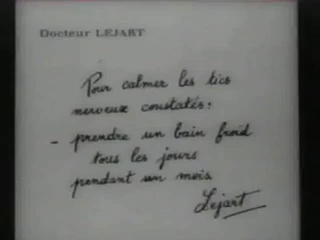 Docteur LEJART
Pour calmer les tics
nerveux constatés:
- prendre un bain froid
tous les jours
pendant un mois
Lejart